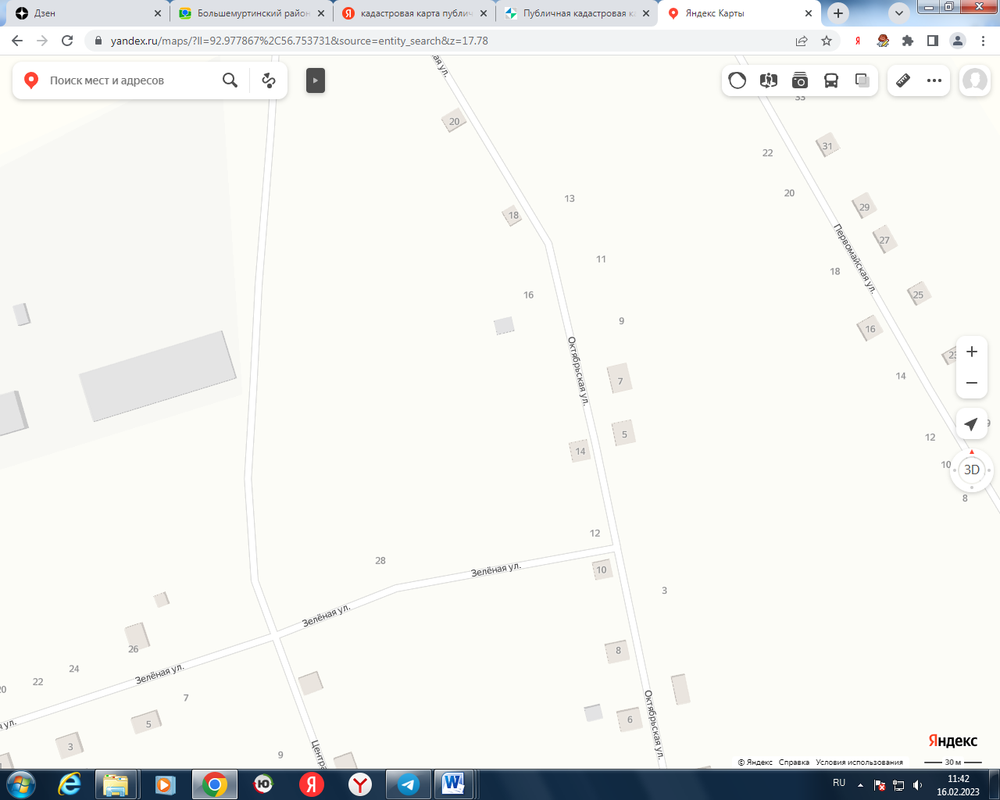 Дзен
Большемуртинский район
кадастровая карта публич
Публичная кадастровая ка
Яндекс Карты
yandex.ru/maps/?ll=92.977867%2C56.753731&source=entity_search&z=17.78
Поиск мест и адресов
ая ул.
33
20
31
22
13
20
29
18
27
Первомайская ул.
11
18
16
25
9
16
Октябрьская ул.
23
14
7
5
12
14
10
3D
8
12
28
Зелёная ул.
10
3
Зелёная ул.
26
8
24
Зелёная ул.
22
20
7
Октябрьская ул.
5
6
я ул.
3
Центра
9
Яндекс
© Яндекс Справка Условия использования 30 м
RU
11:42
16.02.2023